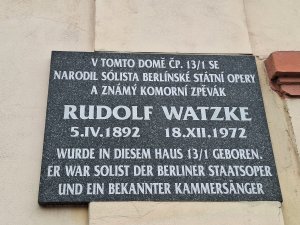 V TOMTO DOMĚ ČP. 13/1 SE
NARODIL SÓLISTA BERLÍNSKÉ STÁTNÍ OPERY
A ZNÁMÝ KOMORNÍ ZPĚVÁK
RUDOLF WATZKE
5.IV.1892 18.XII.1972
WURDE IN DIESEM HAUS 13/1 GEBOREN.
ER WAR SOLIST DER BERLINER STAATSOPER
UND EIN BEKANNTER KAMMERSÄNGER